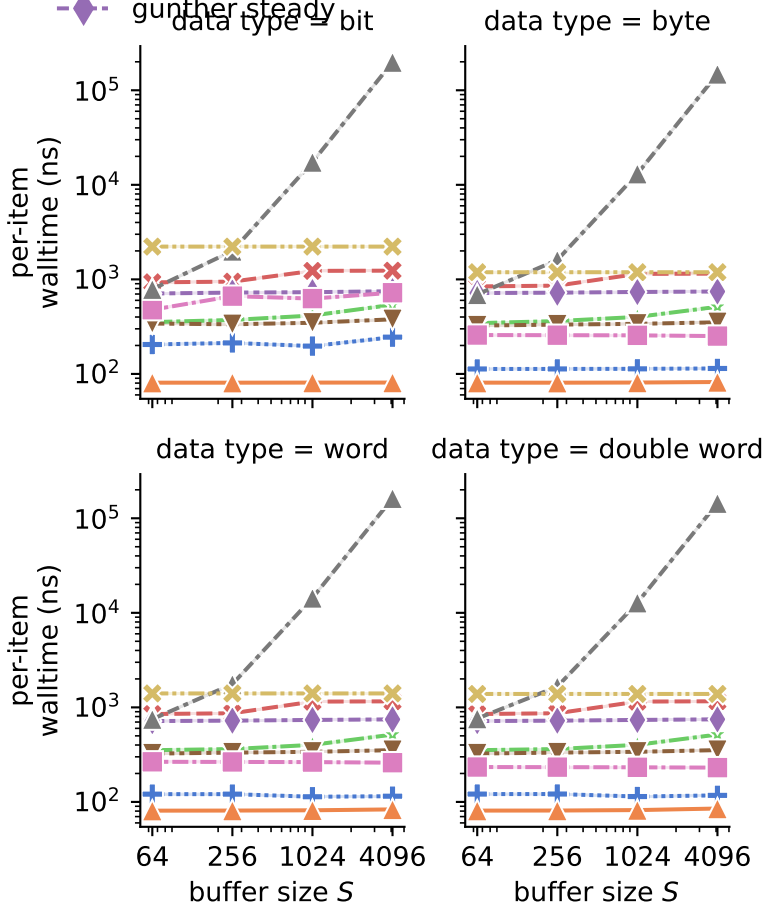 gunther steady
data type = bit
data type = byte
per-item
walltime (ns)
10^5
10^4
10^3
10^2
data type = word
data type = double word
per-item
walltime (ns)
10^5
10^4
10^3
10^2
64 256 1024 4096
64 256 1024 4096
buffer size S
buffer size S